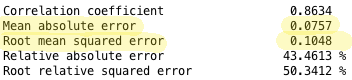 Correlation coefficient 0.8634
Mean absolute error 0.0757
Root mean squared error 0.1048
Relative absolute error 43.4613 %
Root relative squared error 50.3412 %